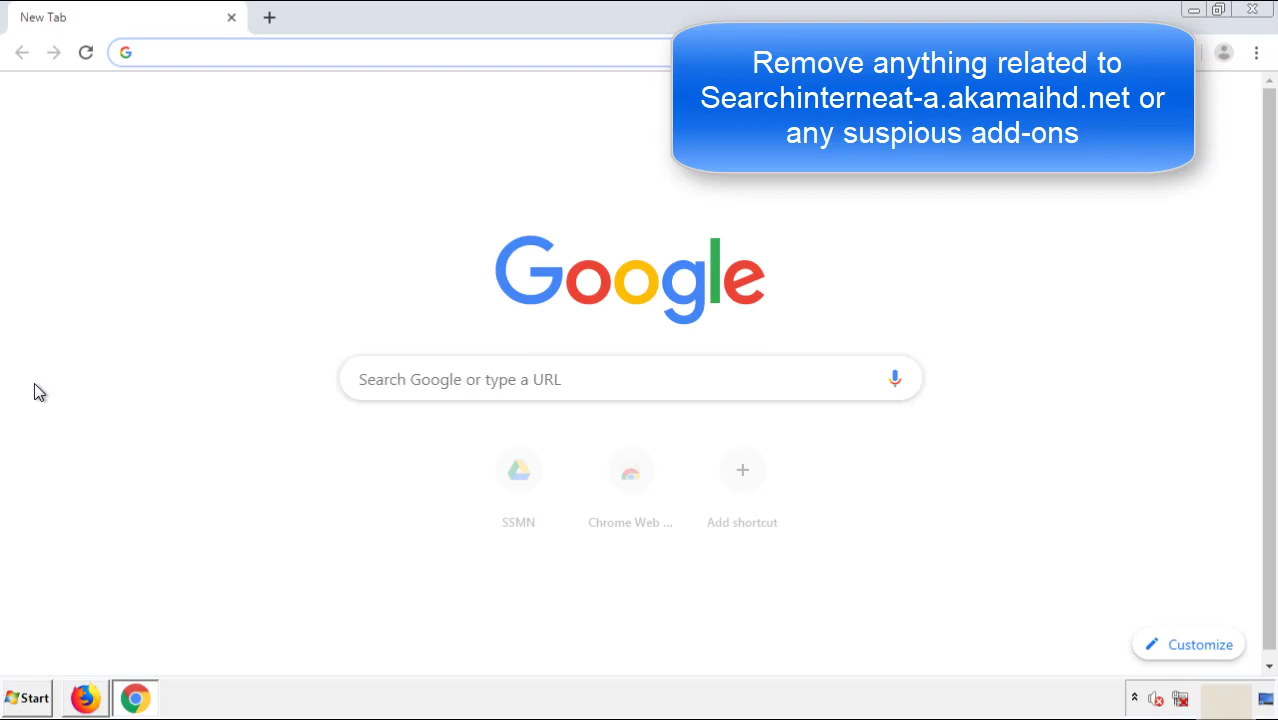 New Tab
Remove anything related to
Searchinterneat-a.akamaihd.net or
any suspious add-ons
Google
Search Google or type a URL
SSMN
Chrome Web ...
Add shortcut
Customize
Start